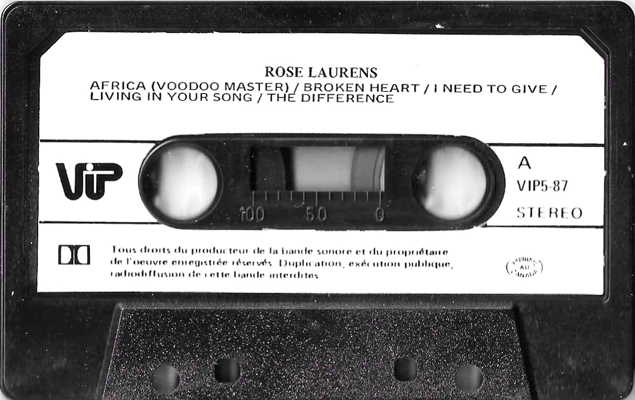 ROSE LAURENS
AFRICA (VOODOO MASTER) / BROKEN HEART / I NEED TO GIVE /
LIVING IN YOUR SONG / THE DIFFERENCE
ViP
A
VIP5-87
STEREO
100 50 0
Tous droits du producteur de la bande sonore et du propriétaire
de l'oeuvre enregistrée réservés. Duplication, exécution publique,
radiodiffusion de cette bande interdites
AU
CANADA